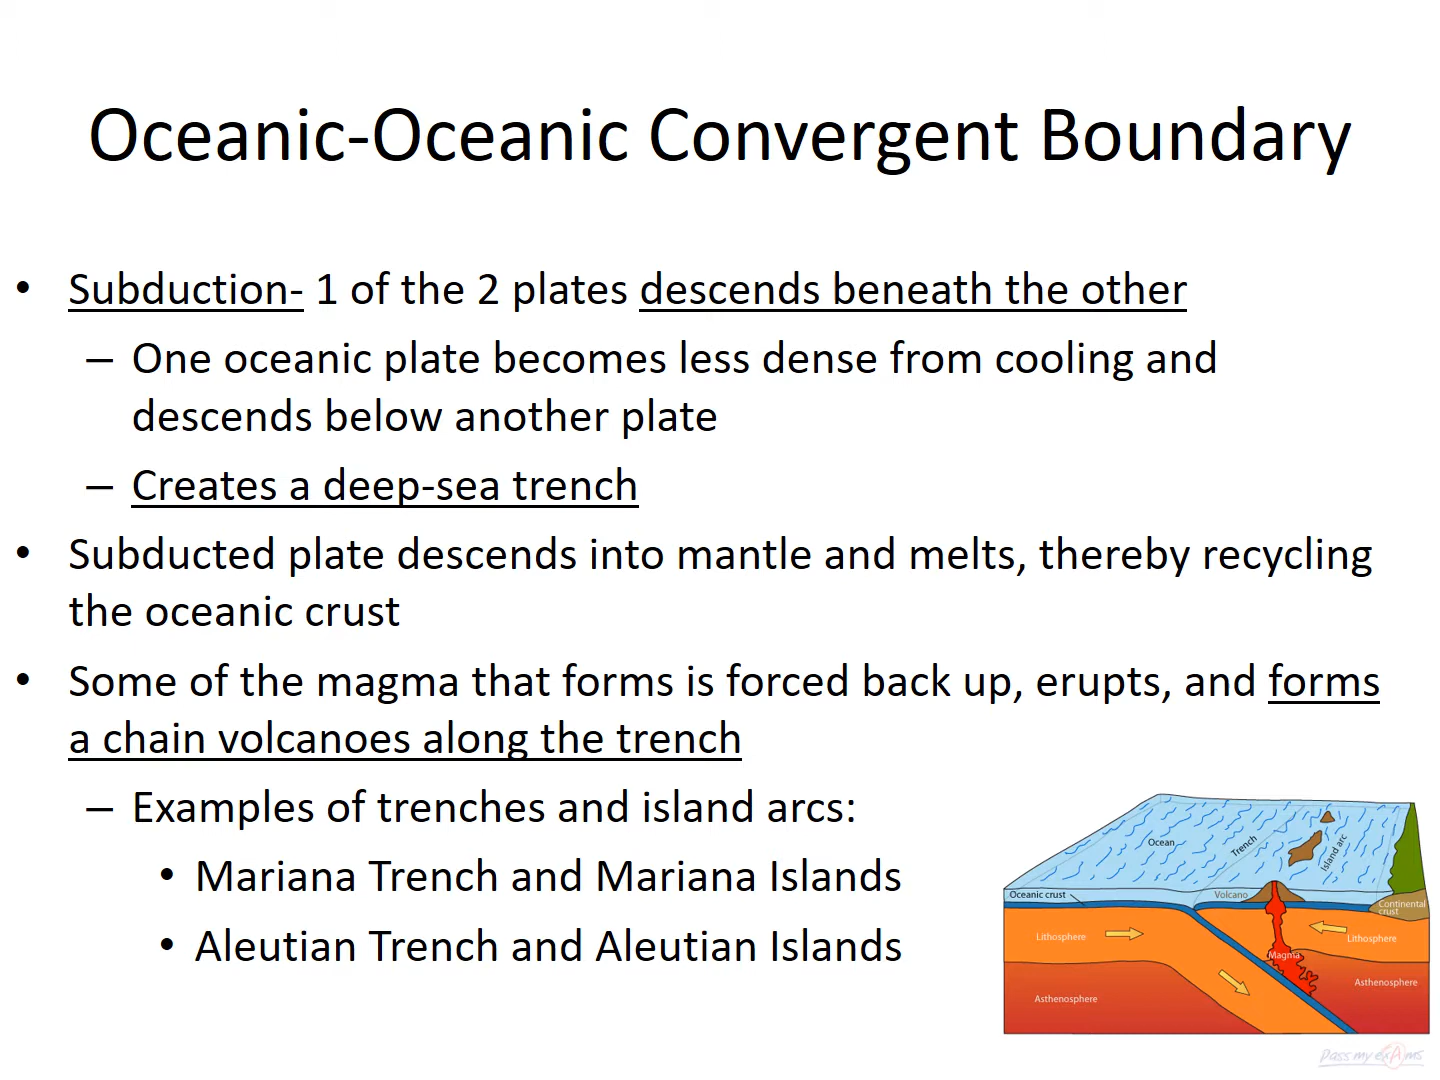 Oceanic-Oceanic Convergent Boundary
• Subduction- 1 of the 2 plates descends beneath the other
– One oceanic plate becomes less dense from cooling and
descends below another plate
– Creates a deep-sea trench
• Subducted plate descends into mantle and melts, thereby recycling
the oceanic crust
• Some of the magma that forms is forced back up, erupts, and forms
a chain volcanoes along the trench
– Examples of trenches and island arcs:
• Mariana Trench and Mariana Islands
• Aleutian Trench and Aleutian Islands
Ocean
Trench
Island arc
Oceanic crust
Volcano
Continental
crust
Lithosphere
Lithosphere
Magma
Asthenosphere
Asthenosphere
pass my exAms